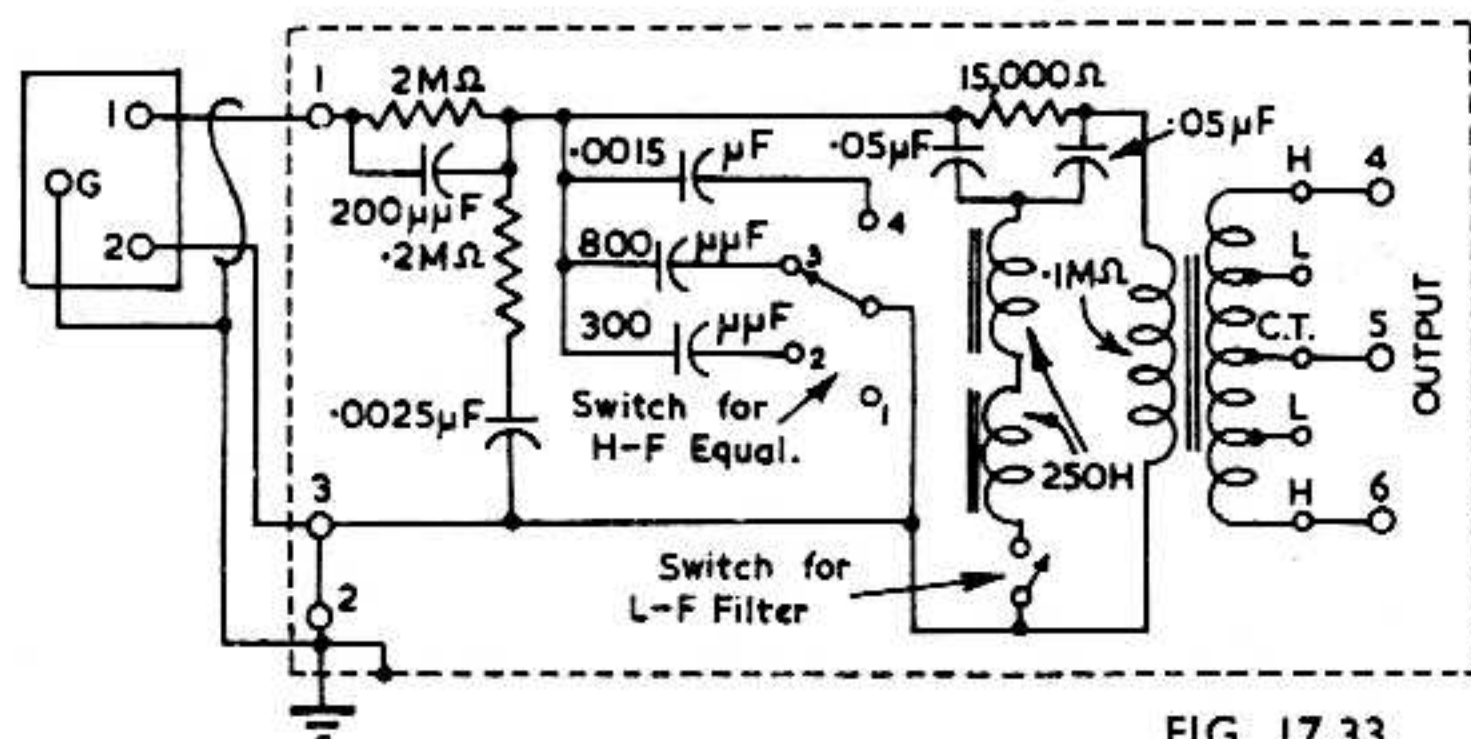 1
G
2
1
2MΩ
200μμF
·2MΩ
·0025μF
3
2
·0015 μF
4
800 μμF
3
300 μμF
2
1
Switch for
H-F Equal.
15,000Ω
·05μF
·05μF
·1MΩ
250H
Switch for
L-F Filter
H 4
L
C.T. 5
L
H 6
OUTPUT
FIG. 17.33